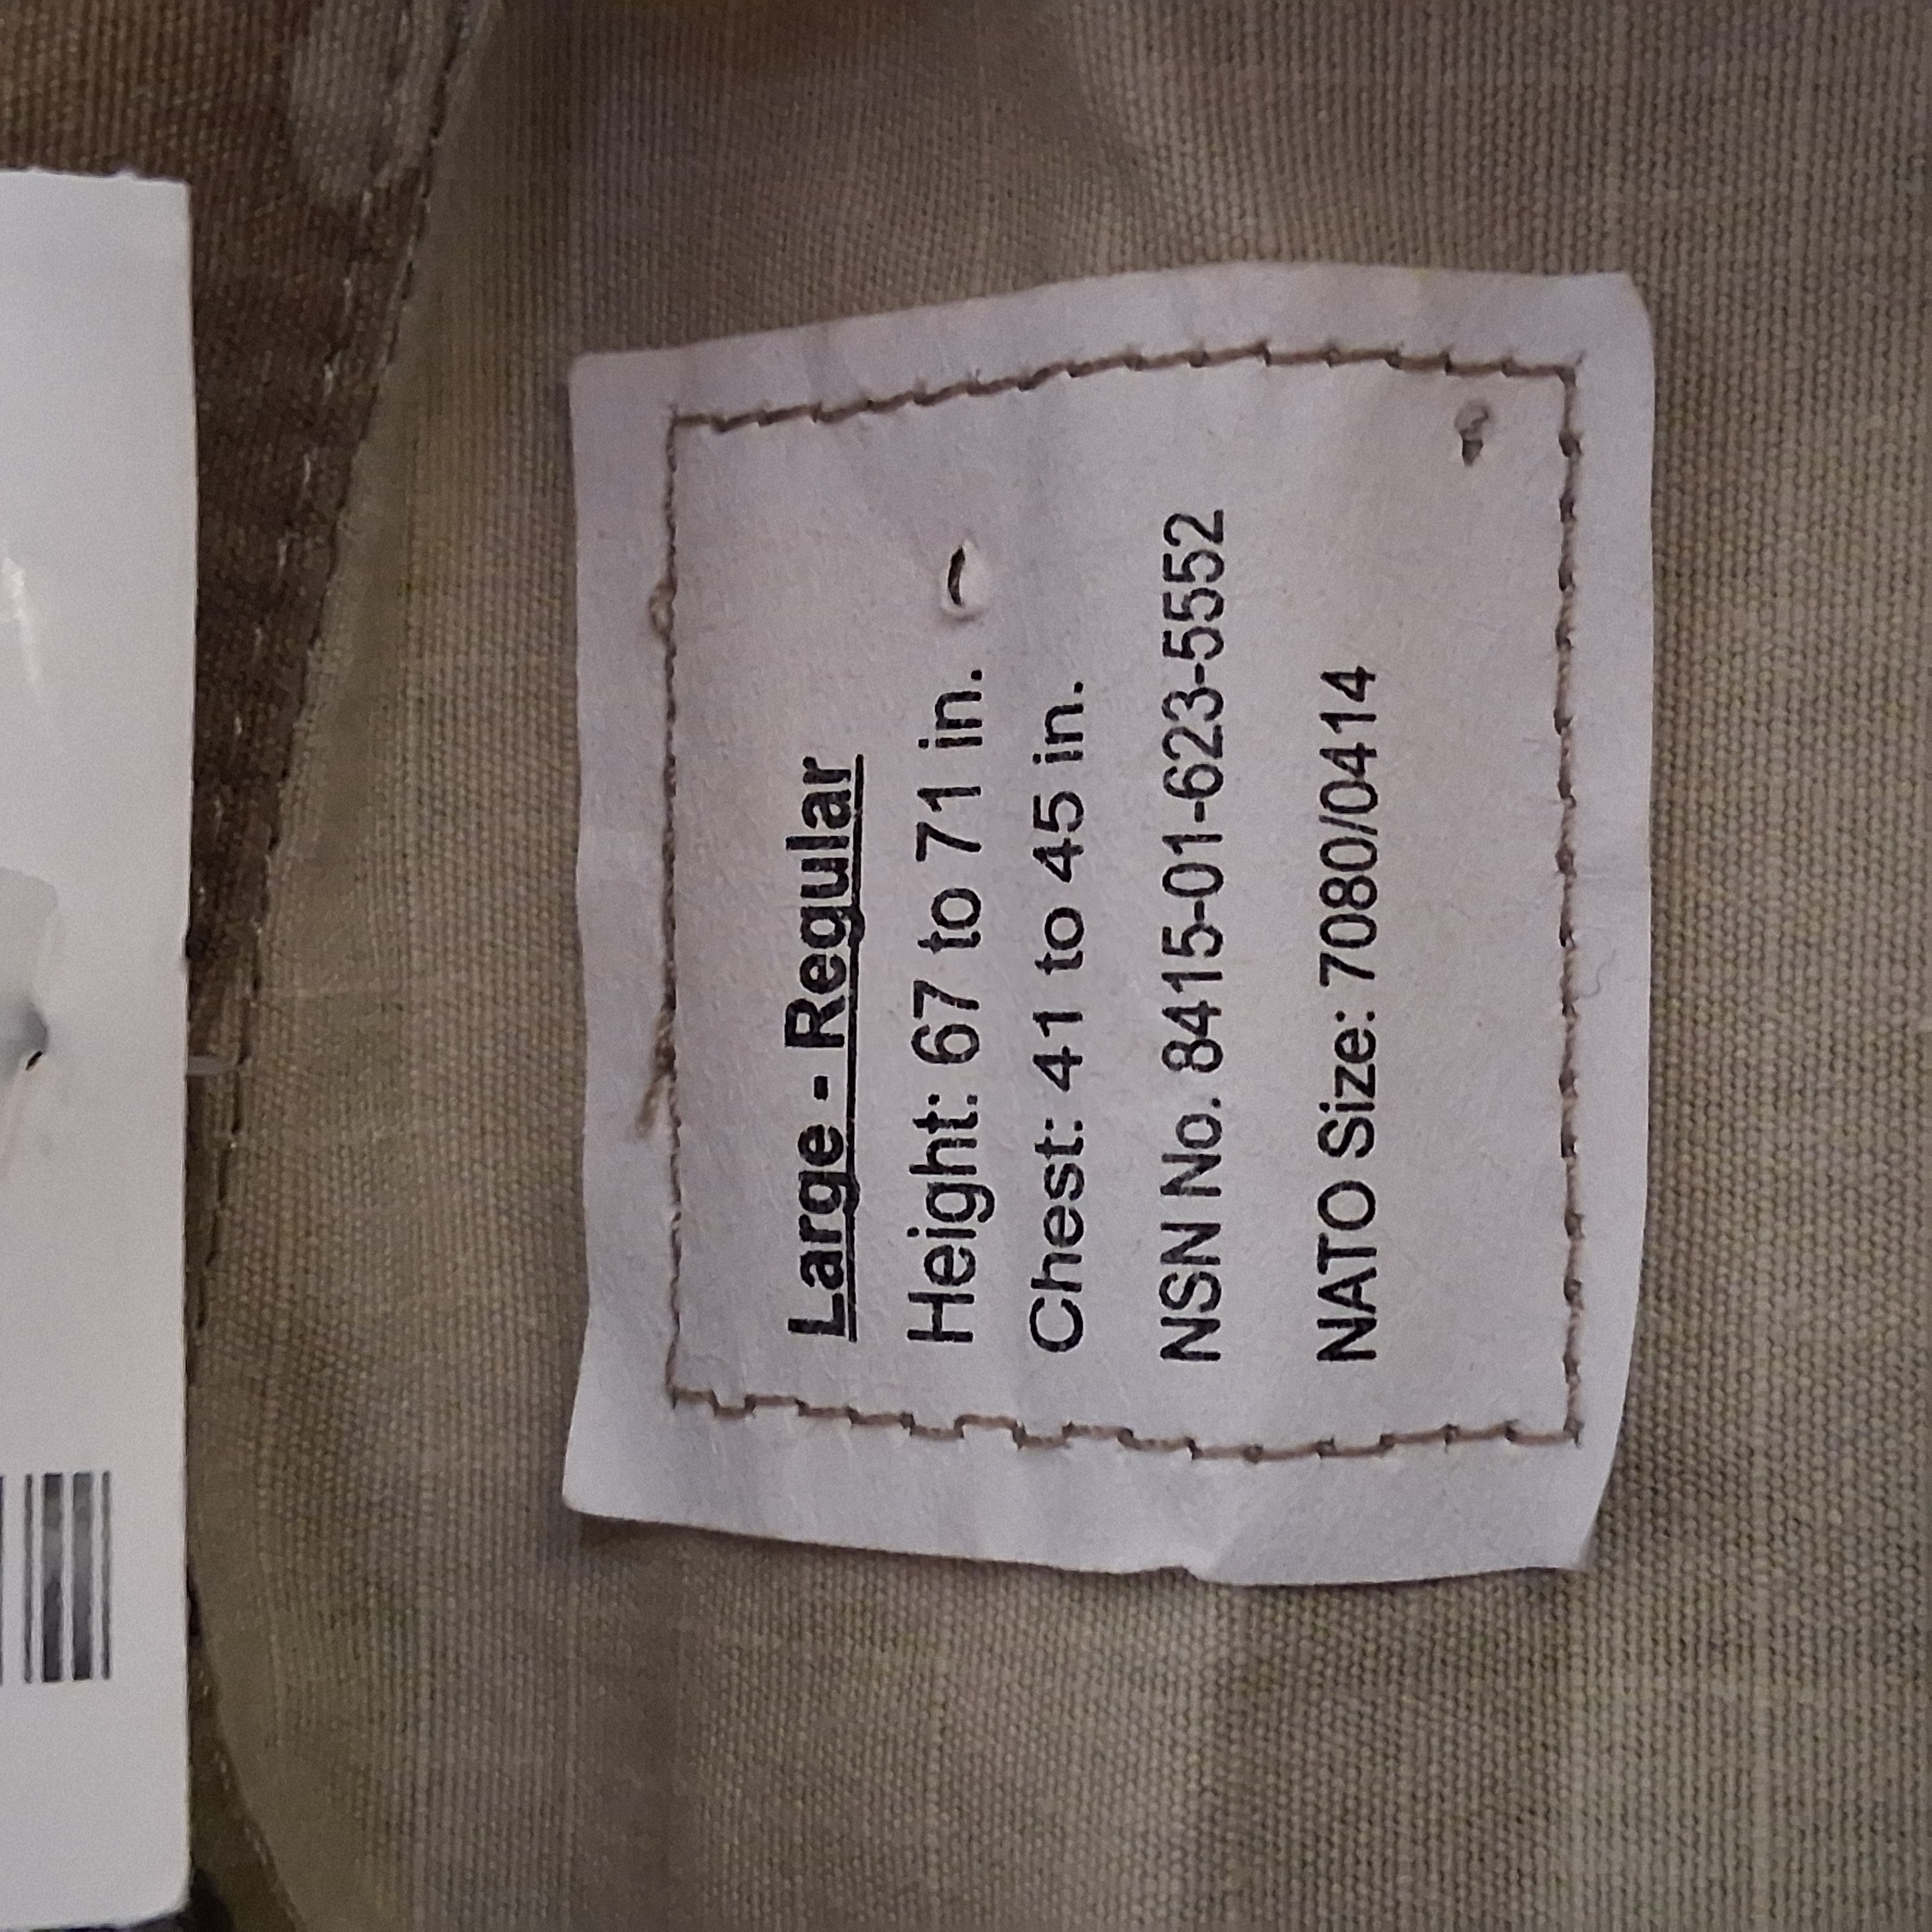 Large - Regular
Height: 67 to 71 in.
Chest: 41 to 45 in.
NSN No. 8415-01-623-5552
NATO Size: 7080/0414